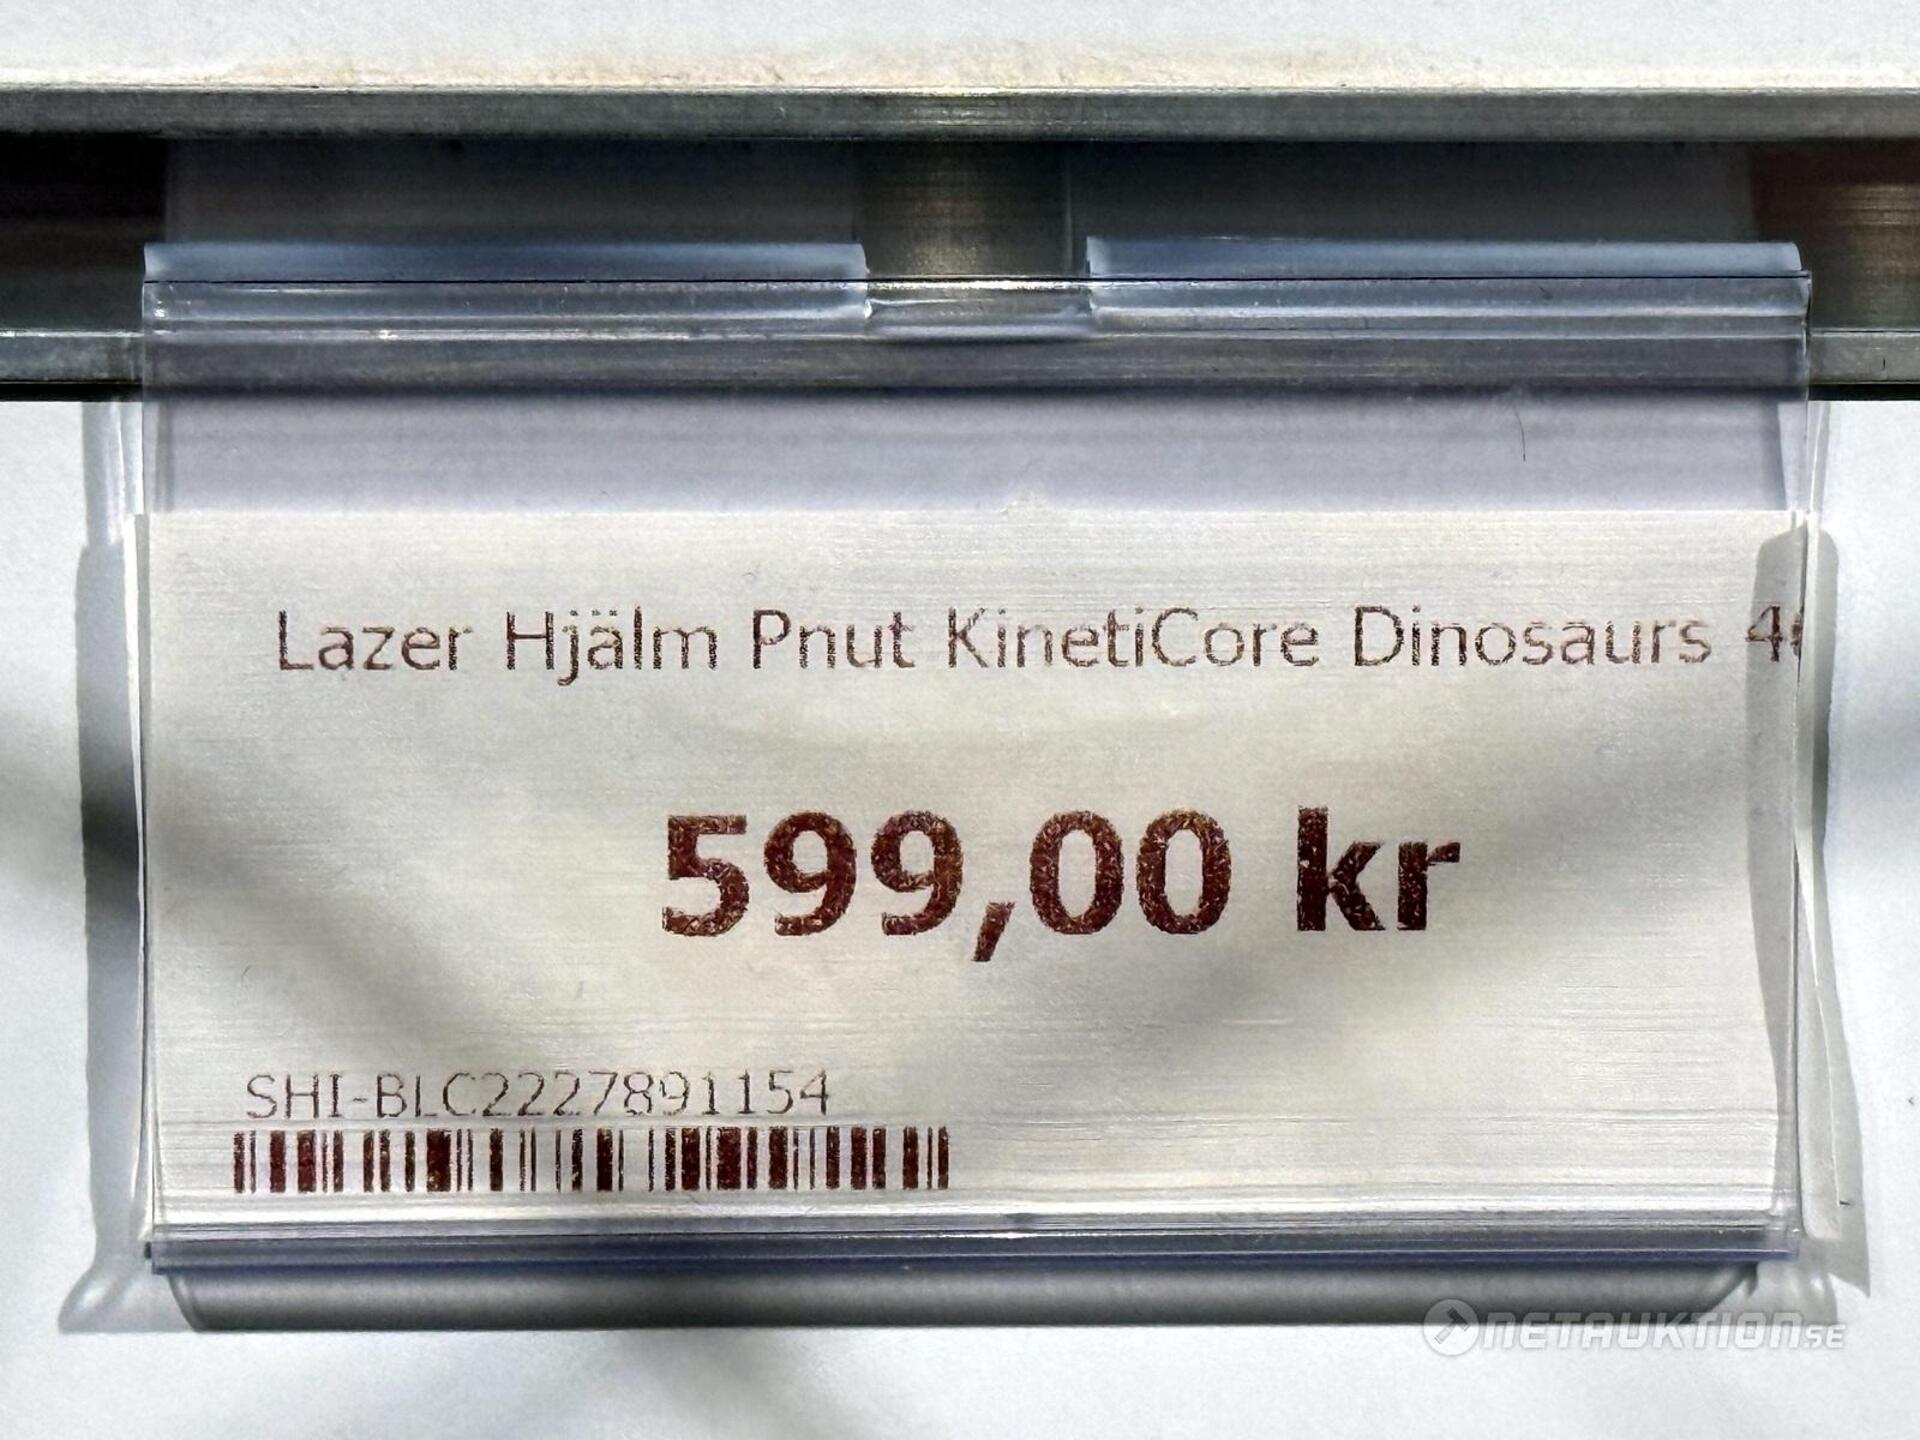 Lazer Hjälm Pnut KinetiCore Dinosaurs
599,00 kr
SHI-BLC2227891154
NETAUKTION.SE